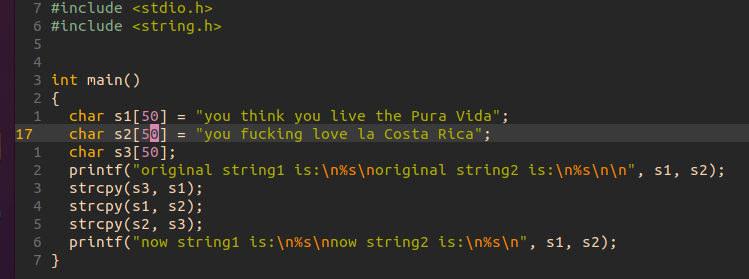 7 #include <stdio.h>
6 #include <string.h>
5
4
3 int main()
2 {
1 char s1[50] = "you think you live the Pura Vida";
17 char s2[50] = "you fucking love la Costa Rica";
1 char s3[50];
2 printf("original string1 is:\n%s\noriginal string2 is:\n%s\n\n", s1, s2);
3 strcpy(s3, s1);
4 strcpy(s1, s2);
5 strcpy(s2, s3);
6 printf("now string1 is:\n%s\nnow string2 is:\n%s\n", s1, s2);
7 }